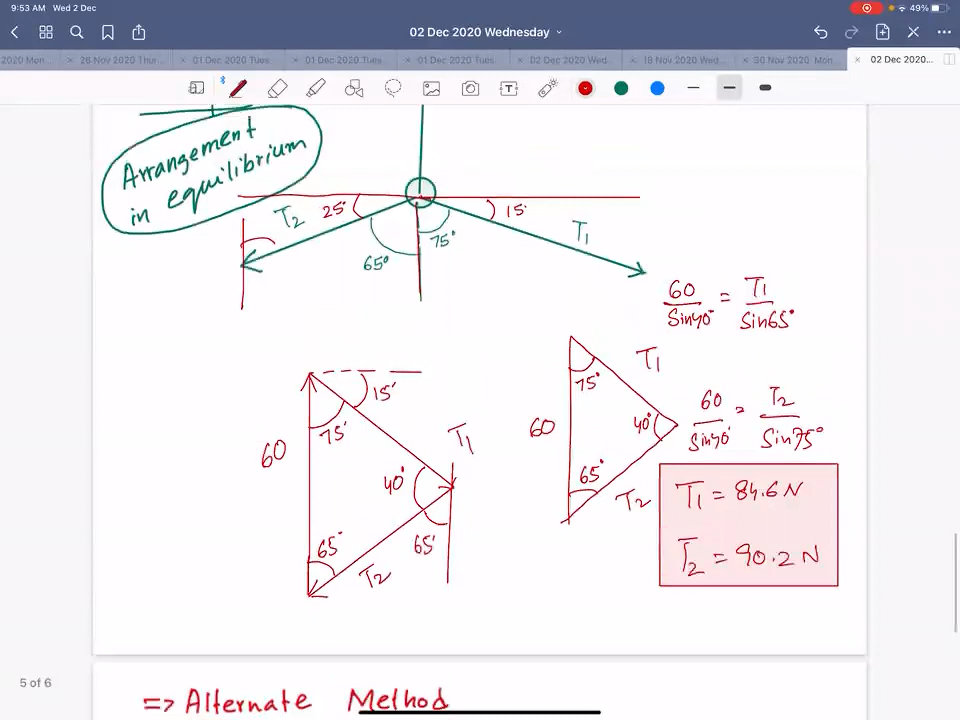 9:53 AM Wed 2 Dec
49%
02 Dec 2020 Wednesday
2020 Mon...
26 Nov 2020 Thu...
01 Dec 2020 Tues...
01 Dec 2020 Tues...
01 Dec 2020 Tues...
02 Dec 2020 Wed...
18 Nov 2020 Wed...
30 Nov 2020 Mon...
02 Dec 2020...
Arrangement
in equilibrium
T2 25° 15°
65° 75° T1
60/Sin40° = T1/Sin65°
15°
75°
60
T1
40°
65°
65°
T2
75°
T1
60
40°
65°
T2
60/Sin40° = T2/Sin75°
T1 = 84.6 N
T2 = 90.2 N
5 of 6
=> Alternate Method